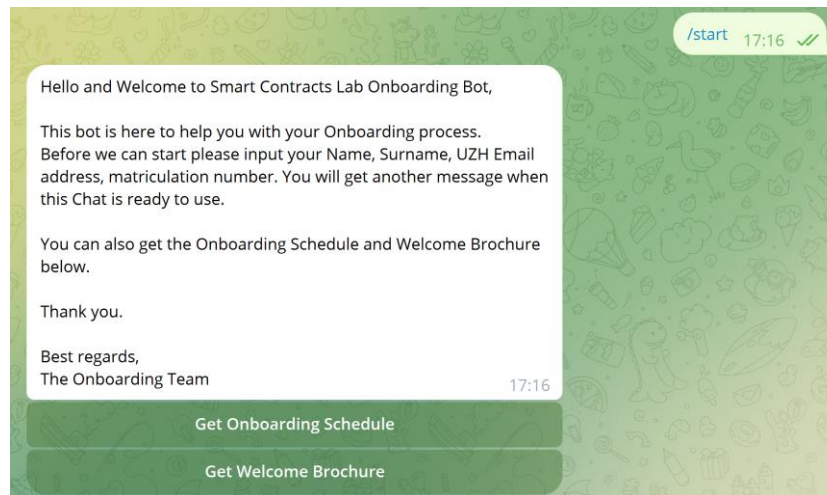 /start 17:16
Hello and Welcome to Smart Contracts Lab Onboarding Bot,
This bot is here to help you with your Onboarding process.
Before we can start please input your Name, Surname, UZH Email
address, matriculation number. You will get another message when
this Chat is ready to use.
You can also get the Onboarding Schedule and Welcome Brochure
below.
Thank you.
Best regards,
The Onboarding Team 17:16
Get Onboarding Schedule
Get Welcome Brochure